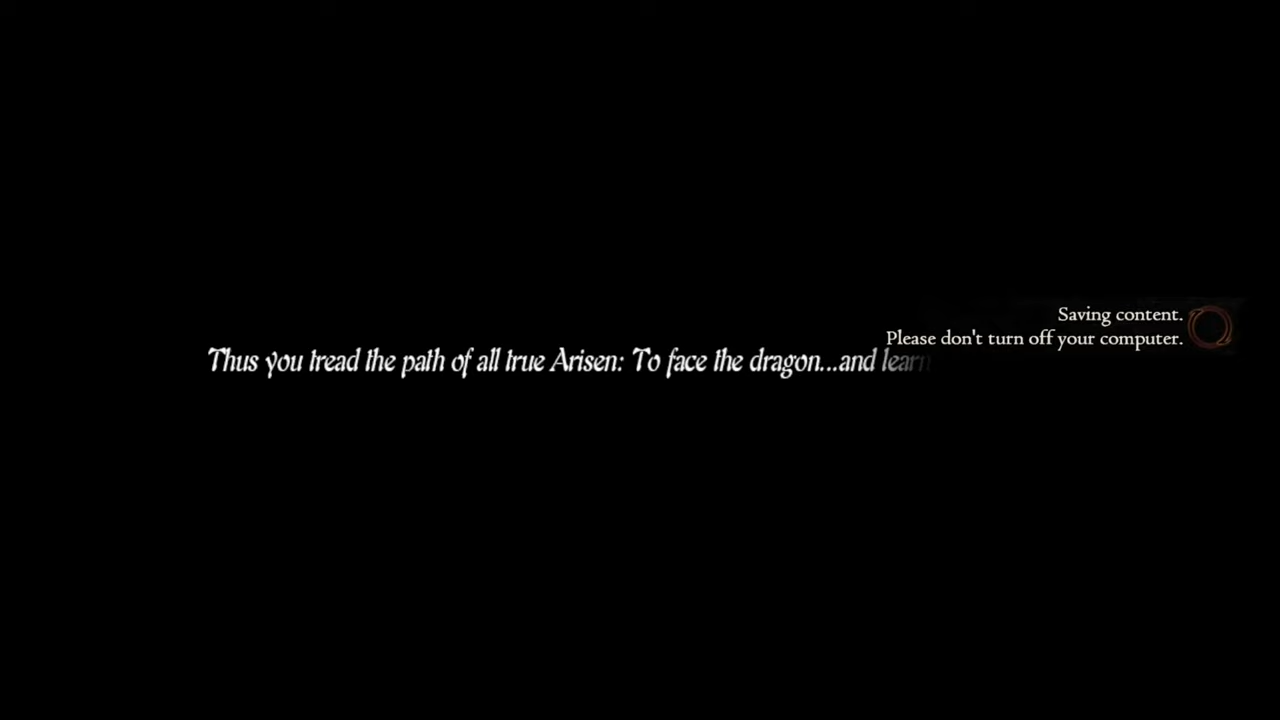 Saving content.
Please don't turn off your computer.
Thus you tread the path of all true Arisen: To face the dragon...and learn